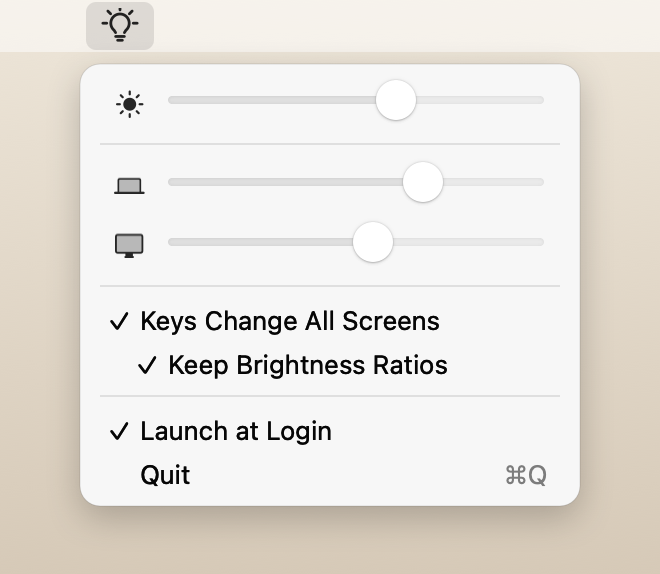 Keys Change All Screens
Keep Brightness Ratios
Launch at Login
Quit ⌘Q